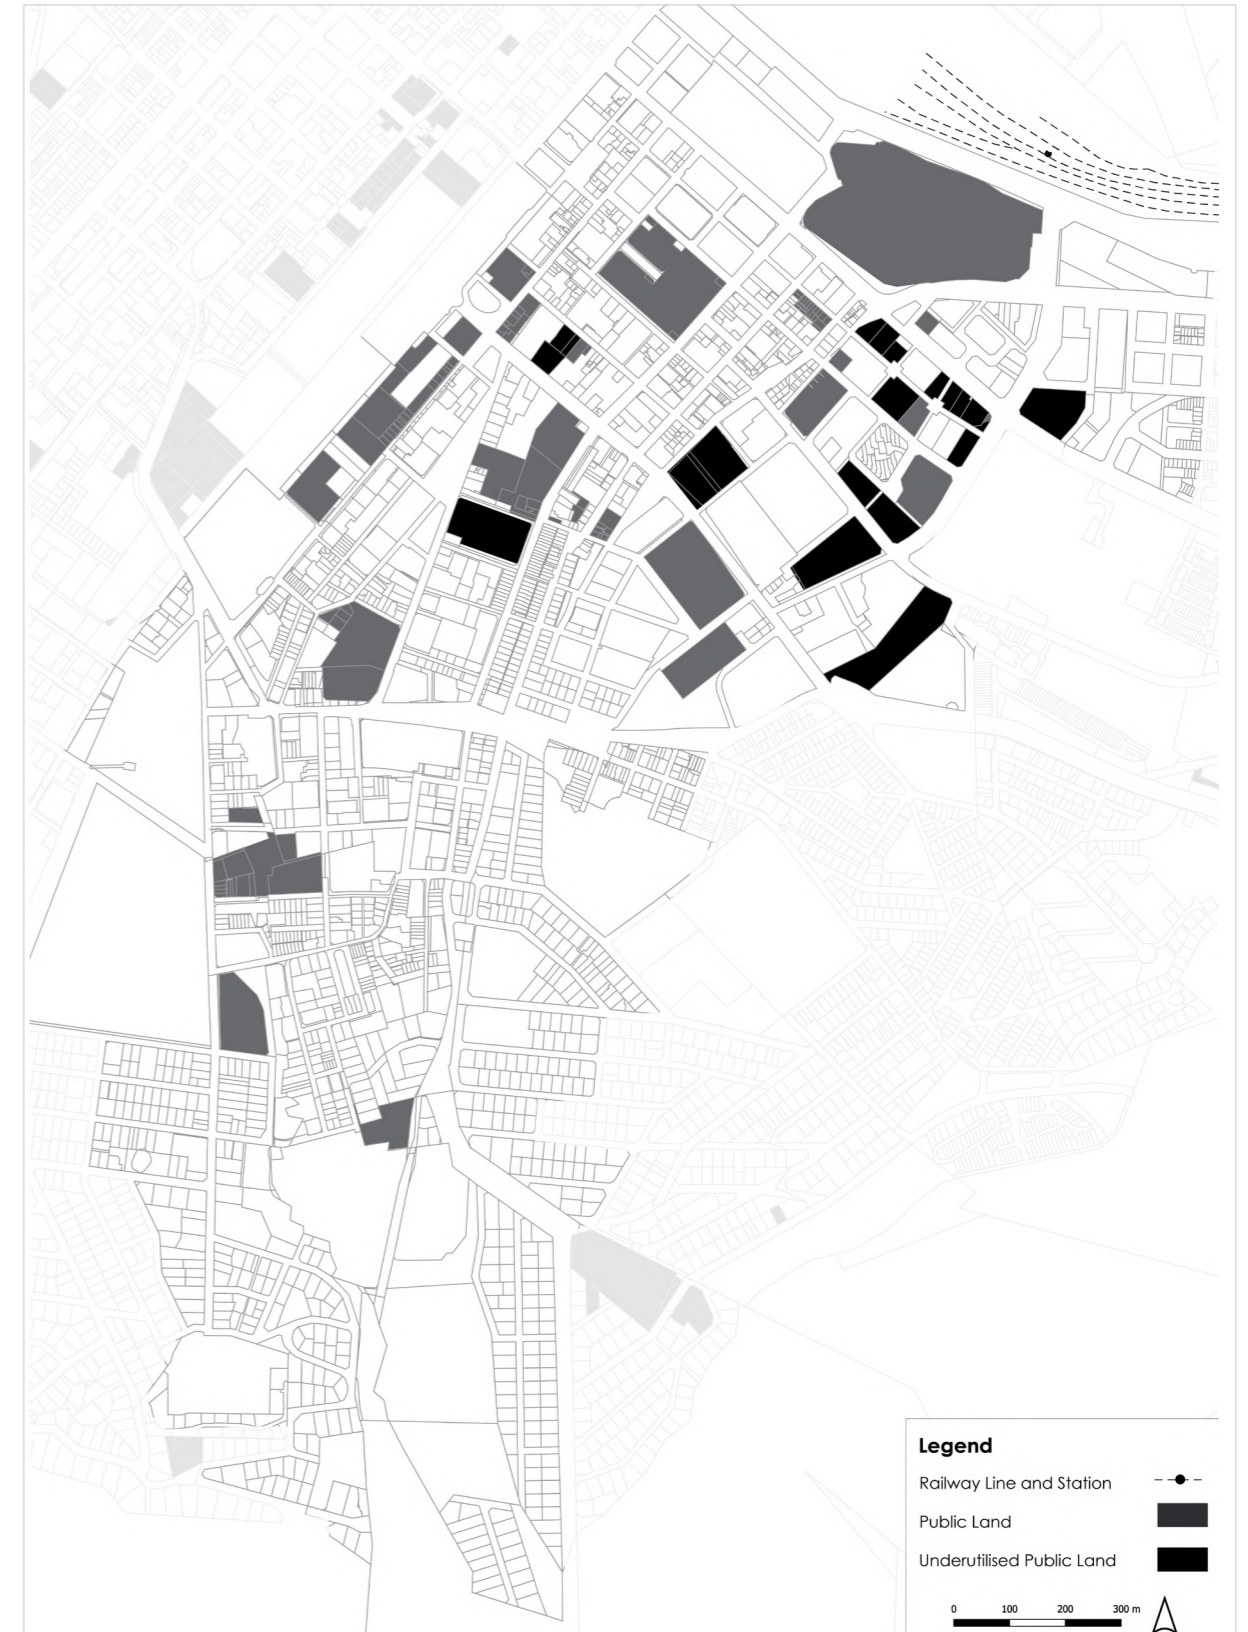 Legend
Railway Line and Station
Public Land
Underutilised Public Land
0 100 200 300 m